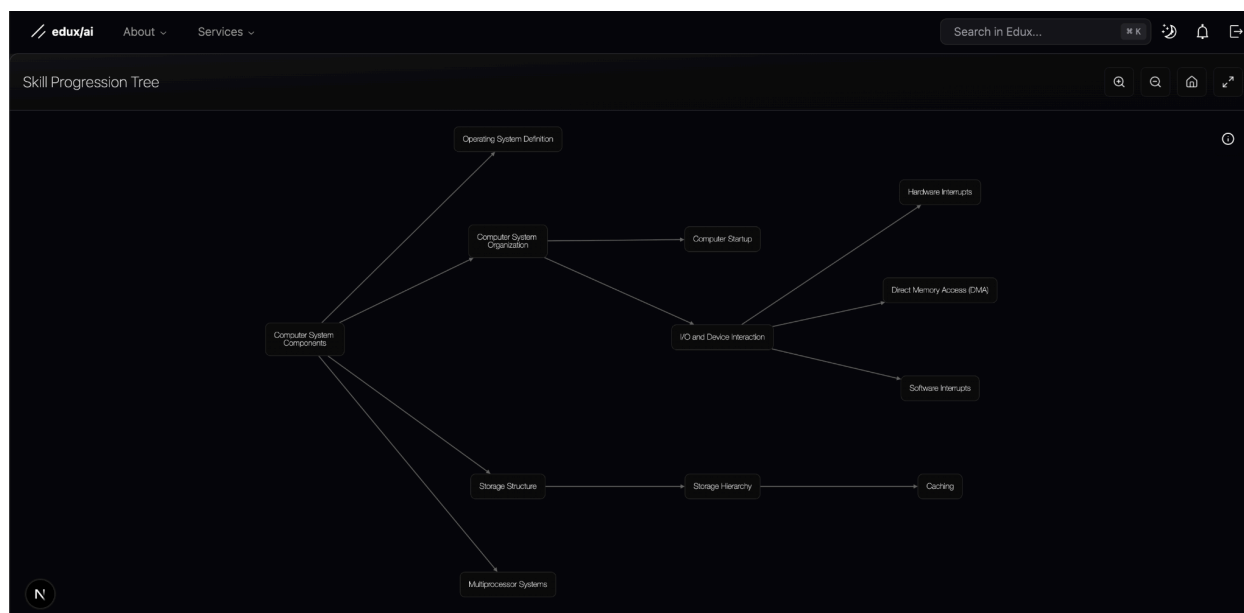 edux/ai About Services Search in Edux... ⌘ K
Skill Progression Tree
Operating System Definition
Hardware Interrupts
Computer System
Organization
Computer Startup
Direct Memory Access (DMA)
Computer System
Components
I/O and Device Interaction
Software Interrupts
Storage Structure
Storage Hierarchy
Caching
Multiprocessor Systems
N